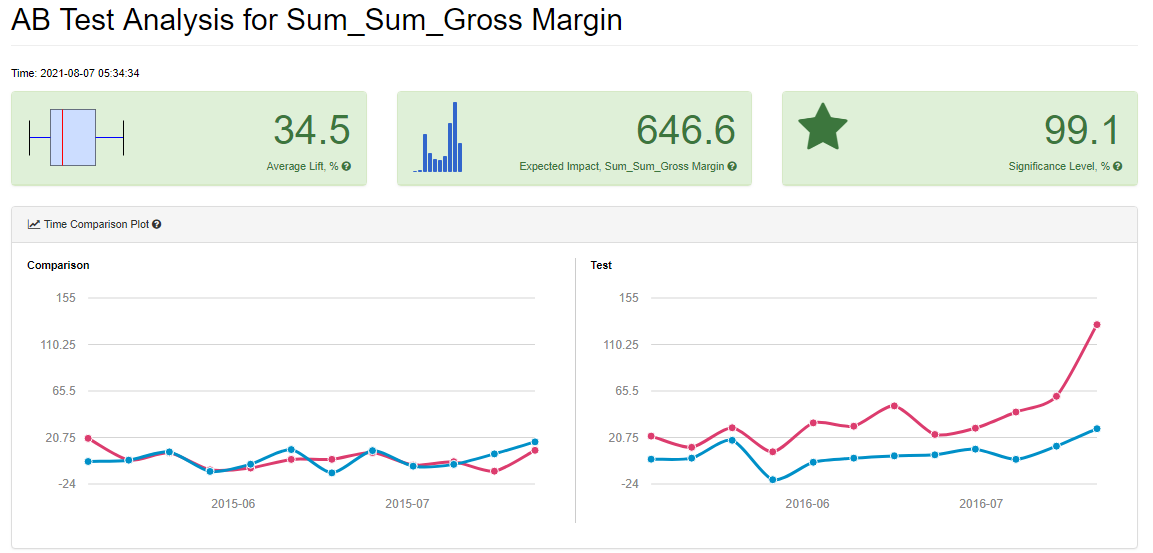 AB Test Analysis for Sum_Sum_Gross Margin
Time: 2021-08-07 05:34:34
34.5
Average Lift, % ?
646.6
Expected Impact, Sum_Sum_Gross Margin ?
99.1
Significance Level, % ?
Time Comparison Plot ?
Comparison
155
110.25
65.5
20.75
-24
2015-06 2015-07
Test
155
110.25
65.5
20.75
-24
2016-06 2016-07